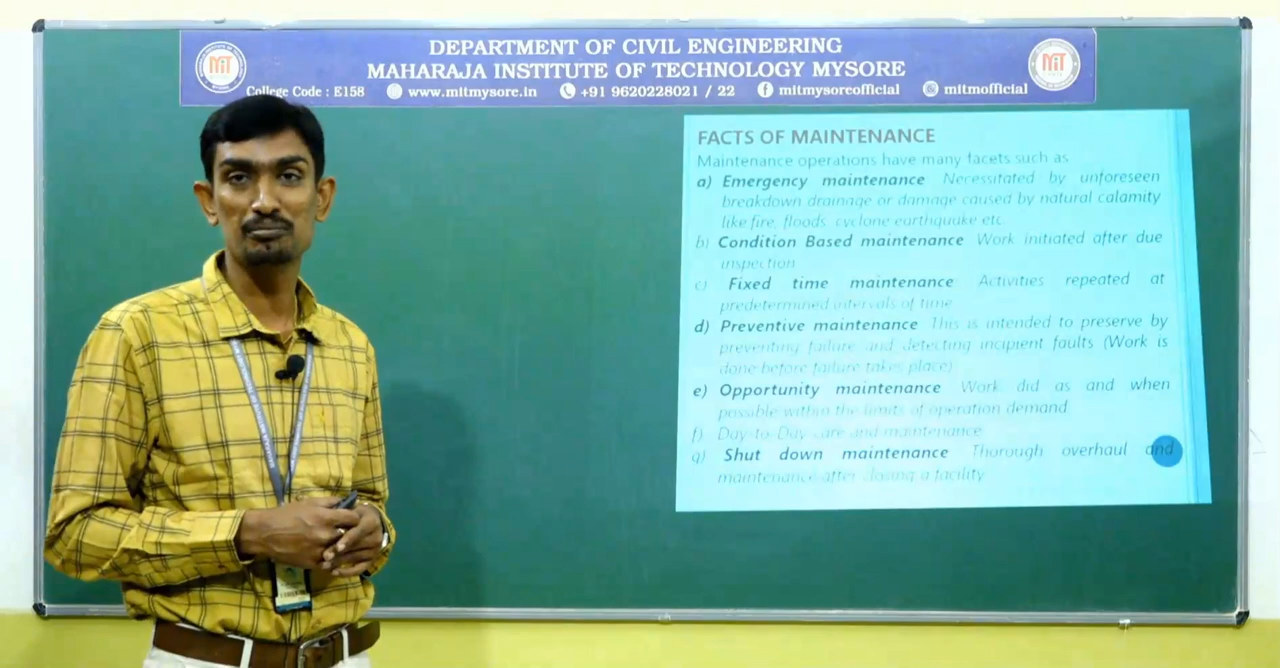 DEPARTMENT OF CIVIL ENGINEERING
MAHARAJA INSTITUTE OF TECHNOLOGY MYSORE
College Code : E158 www.mitmysore.in +91 9620228021 / 22 mitmysoreofficial mitmofficial
MIT
MIT
FACTS OF MAINTENANCE
Maintenance operations have many facets such as
a) Emergency maintenance Necessitated by unforeseen
breakdown drainage or damage caused by natural calamity
like fire, floods, cyclone earthquake etc
b) Condition Based maintenance Work initiated after due
inspection
c) Fixed time maintenance Activities repeated at
predetermined intervals of time
d) Preventive maintenance This is intended to preserve by
preventing failure and detecting incipient faults (Work is
done before failure takes place)
e) Opportunity maintenance Work did as and when
possible within the limits of operation demand
f) Day-to-Day care and maintenance
g) Shut down maintenance Thorough overhaul and
maintenance after closing a facility